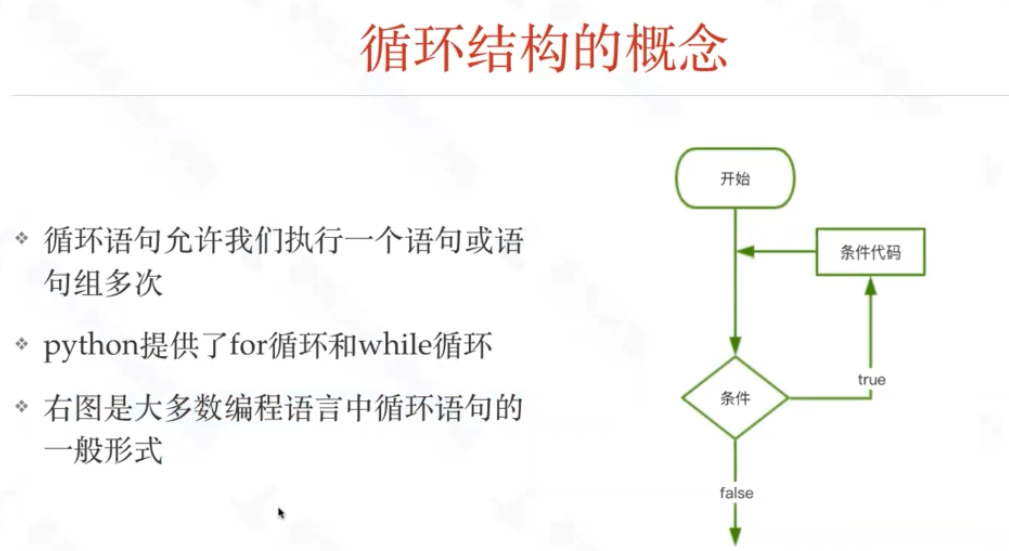 循环结构的概念
循环语句允许我们执行一个语句或语
句组多次
python提供了for循环和while循环
右图是大多数编程语言中循环语句的
一般形式
开始
条件代码
true
条件
false